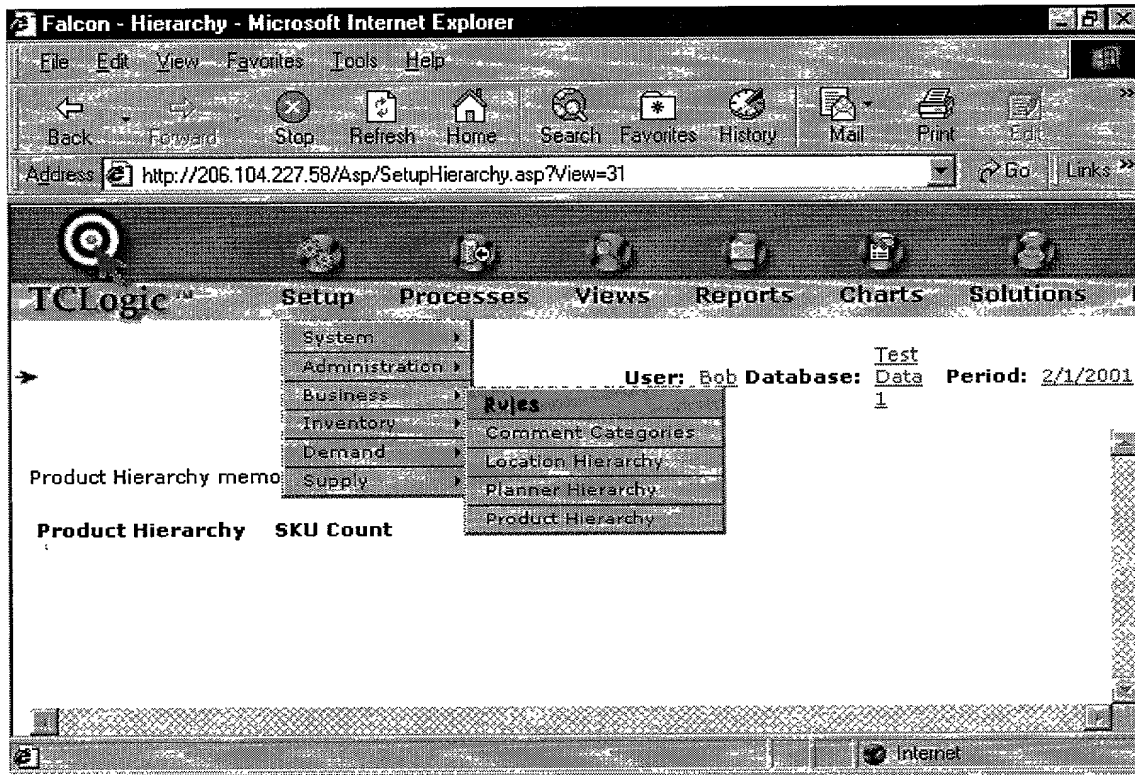 Falcon - Hierarchy - Microsoft Internet Explorer
File Edit View Favorites Tools Help
Back Forward Stop Refresh Home Search Favorites History Mail Print Edit
Address http://206.104.227.58/Asp/SetupHierarchy.asp?View=31 Go Links
TCLogic™ Setup Processes Views Reports Charts Solutions
System
Administration
Business
Inventory
Demand
Supply
User: Bob Database: Test Data 1 Period: 2/1/2001
Rules
Comment Categories
Location Hierarchy
Planner Hierarchy
Product Hierarchy
Product Hierarchy memo
Product Hierarchy SKU Count
Internet